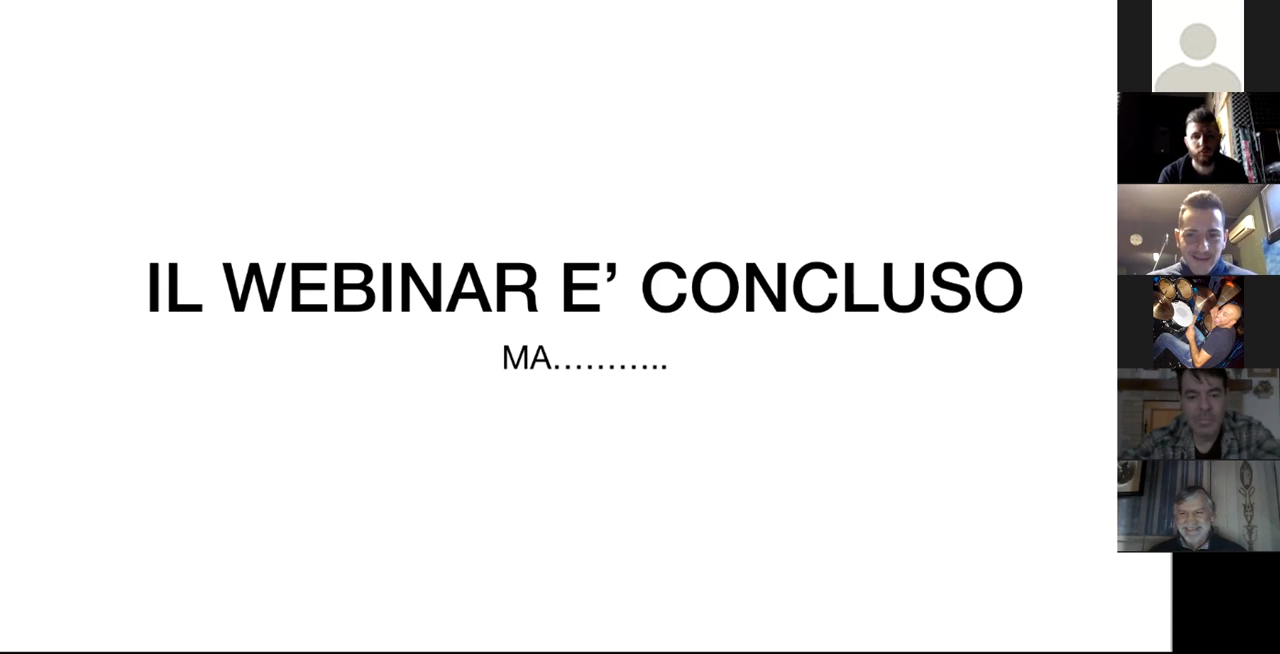 IL WEBINAR E’ CONCLUSO
MA...........